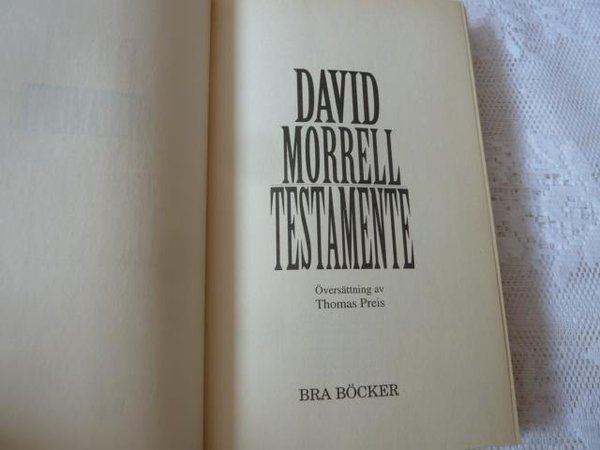 DAVID
MORRELL
TESTAMENTE
Översättning av
Thomas Preis
BRA BÖCKER